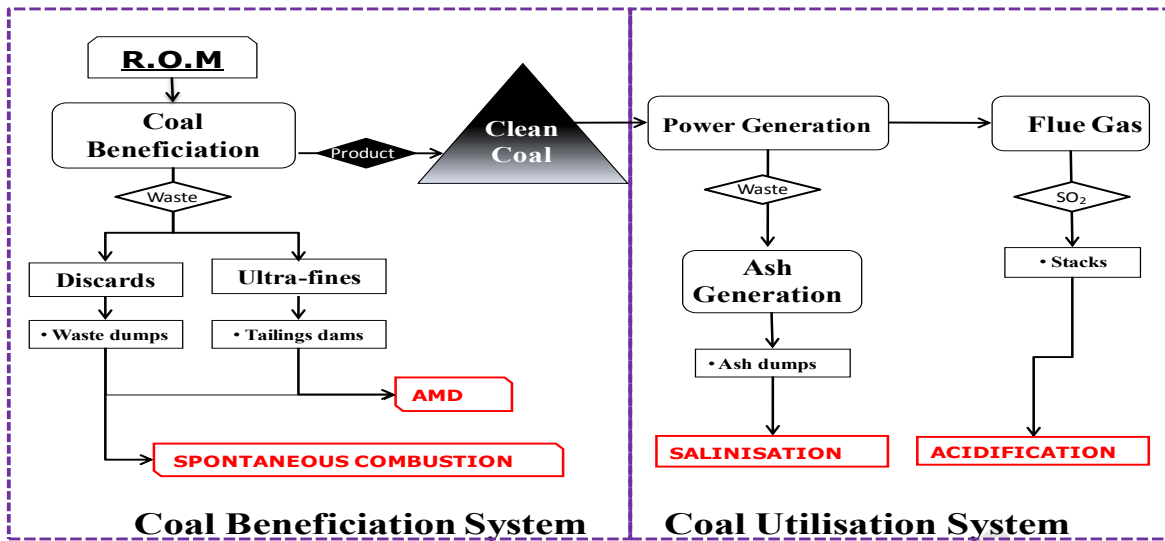 R.O.M
Coal
Beneficiation
Product
Clean
Coal
Waste
Discards
Ultra-fines
• Waste dumps
• Tailings dams
AMD
SPONTANEOUS COMBUSTION
Coal Beneficiation System
Power Generation
Flue Gas
Waste
SO₂
Ash
Generation
• Stacks
• Ash dumps
SALINISATION
ACIDIFICATION
Coal Utilisation System